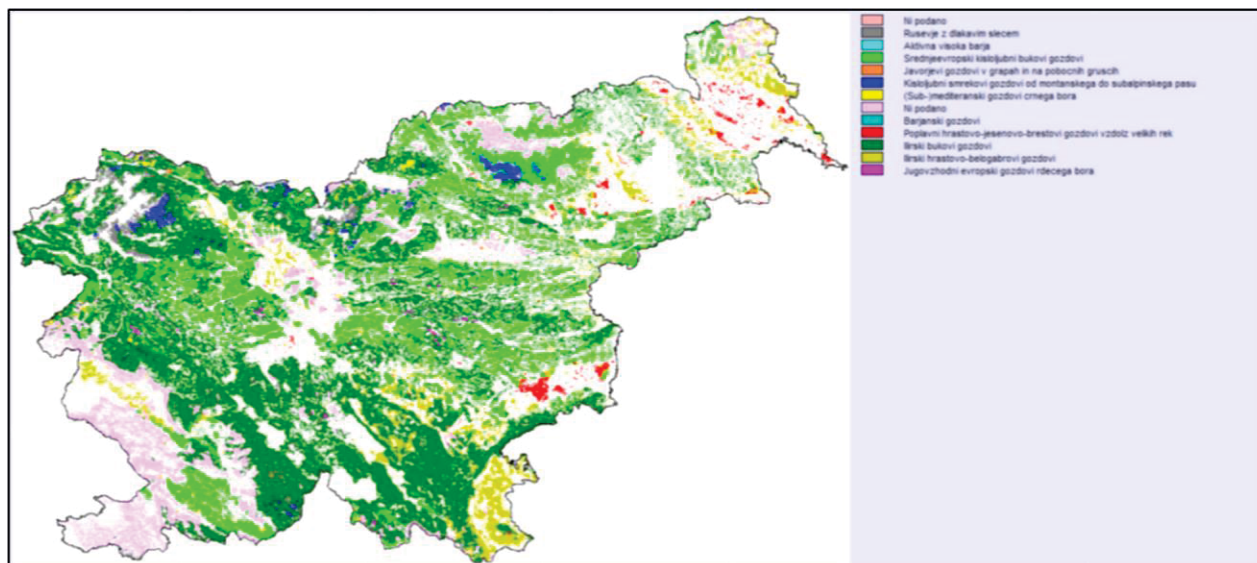 Ni podano
Rusevje z dlakavim slecem
Aktivna visoka barja
Srednjeevropski kisloljubni bukovi gozdovi
Javorjevi gozdovi v grapah in na pobocnih gruscih
Kisloljubni smrekovi gozdovi od montanskega do subalpinskega pasu
(Sub-)mediteranski gozdovi crnega bora
Ni podano
Barjanski gozdovi
Poplavni hrastovo-jesenovo-brestovi gozdovi vzdolz velikih rek
Ilirski bukovi gozdovi
Ilirski hrastovo-belogabrovi gozdovi
Jugovzhodni evropski gozdovi rdecega bora